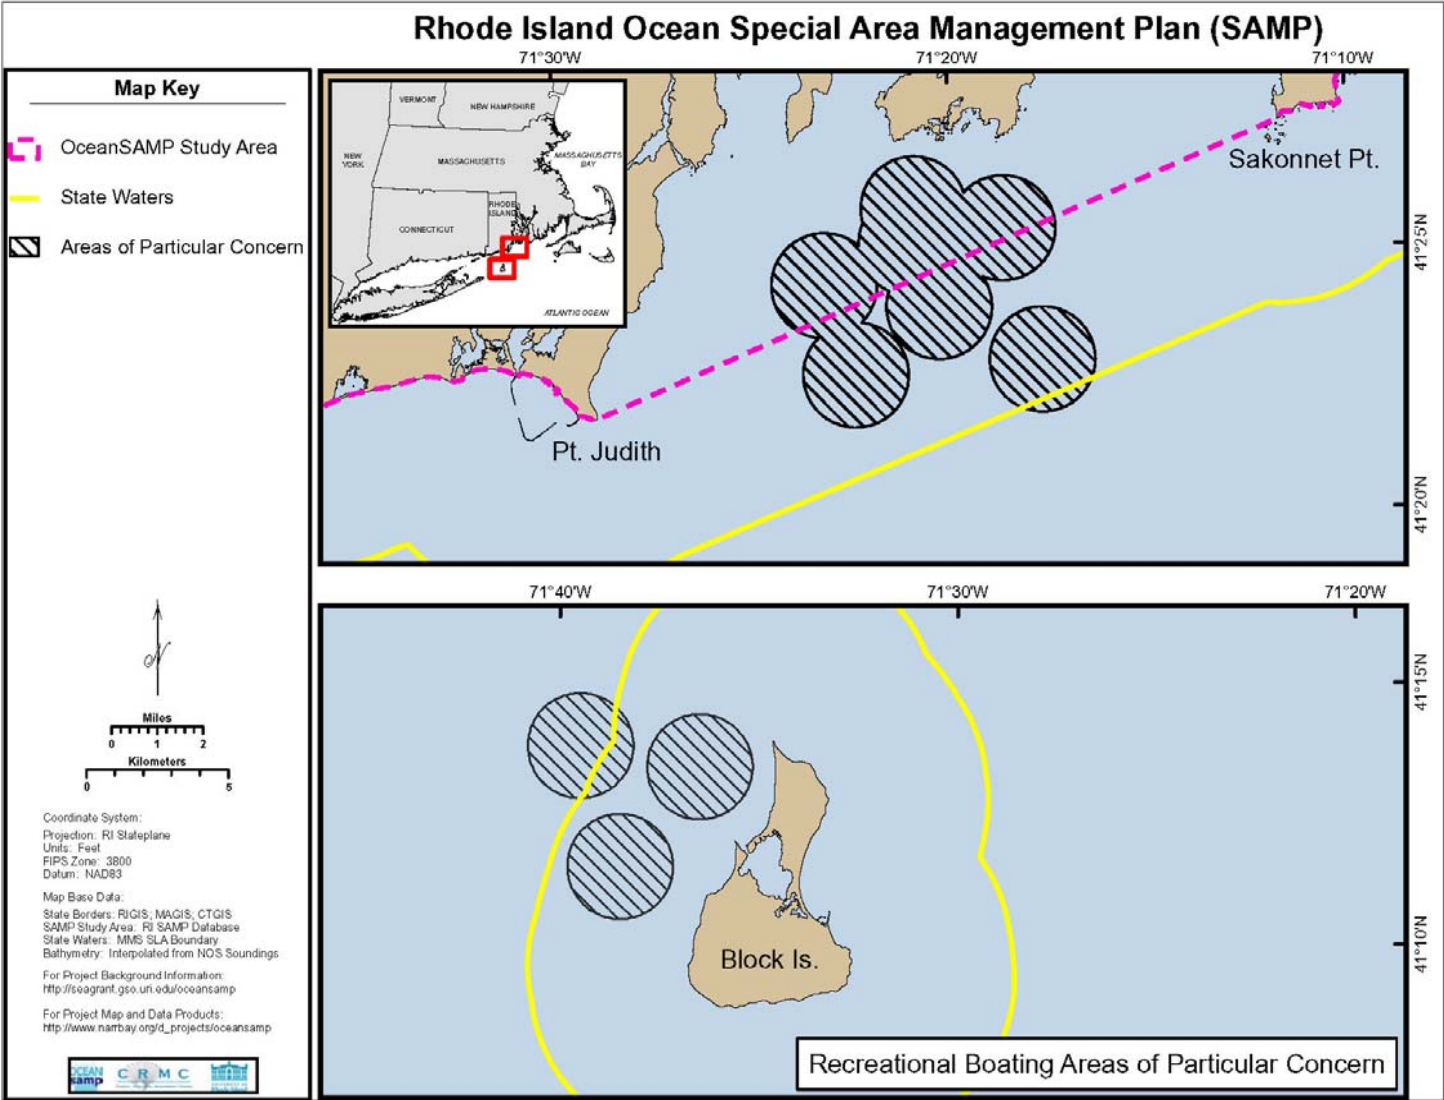 Rhode Island Ocean Special Area Management Plan (SAMP)
Map Key
OceanSAMP Study Area
State Waters
Areas of Particular Concern
71°30'W
71°20'W
71°10'W
VERMONT
NEW HAMPSHIRE
NEW
YORK
MASSACHUSETTS
MASSACHUSETTS
BAY
RHODE
ISLAND
CONNECTICUT
ATLANTIC OCEAN
Sakonnet Pt.
Pt. Judith
41°25'N
41°20'N
71°40'W
71°30'W
71°20'W
41°15'N
41°10'N
Block Is.
Recreational Boating Areas of Particular Concern
N
Miles
0 1 2
Kilometers
0 5
Coordinate System:
Projection: RI Stateplane
Units: Feet
FIPS Zone: 3800
Datum: NAD83
Map Base Data:
State Borders: RIGIS; MAGIS; CTGIS
SAMP Study Area: RI SAMP Database
State Waters: MMS SLA Boundary
Bathymetry: Interpolated from NOS Soundings
For Project Background Information:
http://seagrant.gso.uri.edu/oceansamp
For Project Map and Data Products:
http://www.narrbay.org/d_projects/oceansamp
OCEAN
samp
CRMC